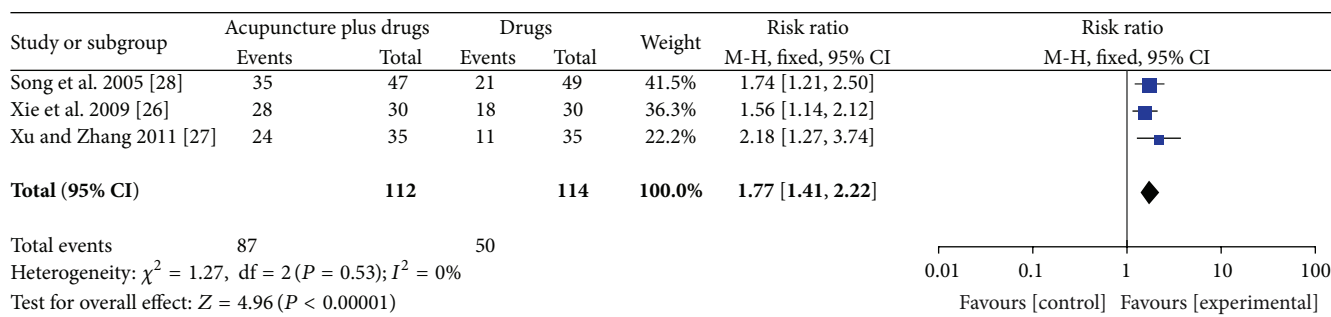 Study or subgroup Acupuncture plus drugs Drugs Weight Risk ratio Risk ratio
Events Total Events Total M-H, fixed, 95% CI M-H, fixed, 95% CI
Song et al. 2005 [28] 35 47 21 49 41.5% 1.74 [1.21, 2.50]
Xie et al. 2009 [26] 28 30 18 30 36.3% 1.56 [1.14, 2.12]
Xu and Zhang 2011 [27] 24 35 11 35 22.2% 2.18 [1.27, 3.74]
Total (95% CI) 112 114 100.0% 1.77 [1.41, 2.22]
Total events 87 50
Heterogeneity: χ² = 1.27, df = 2 (P = 0.53); I² = 0%
Test for overall effect: Z = 4.96 (P < 0.00001)
0.01 0.1 1 10 100
Favours [control] Favours [experimental]